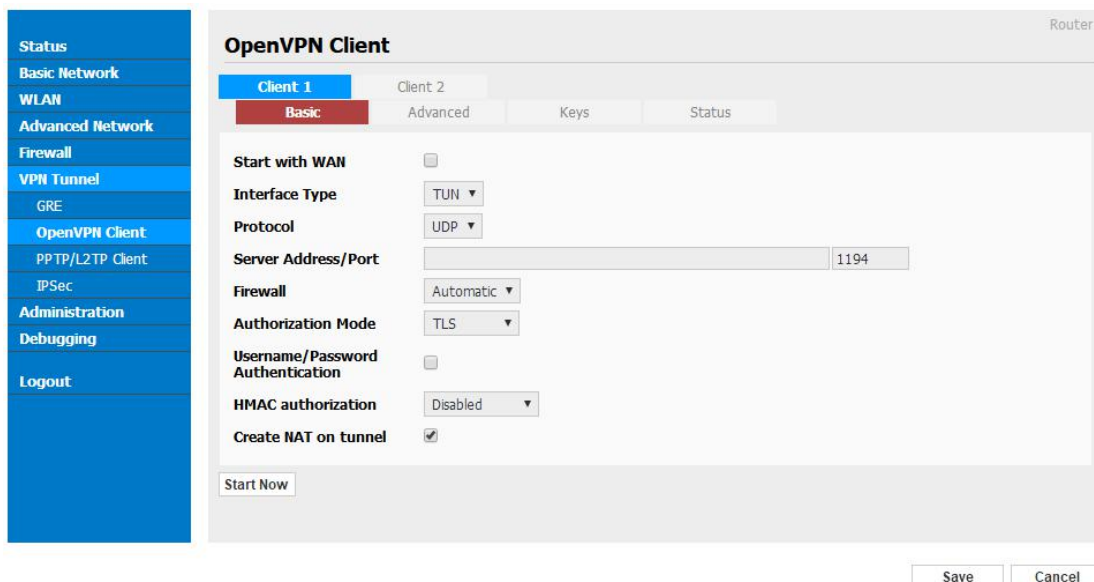 Router
Status
Basic Network
WLAN
Advanced Network
Firewall
VPN Tunnel
GRE
OpenVPN Client
PPTP/L2TP Client
IPSec
Administration
Debugging
Logout
OpenVPN Client
Client 1 Client 2
Basic Advanced Keys Status
Start with WAN
Interface Type TUN
Protocol UDP
Server Address/Port 1194
Firewall Automatic
Authorization Mode TLS
Username/Password
Authentication
HMAC authorization Disabled
Create NAT on tunnel
Start Now
Save Cancel